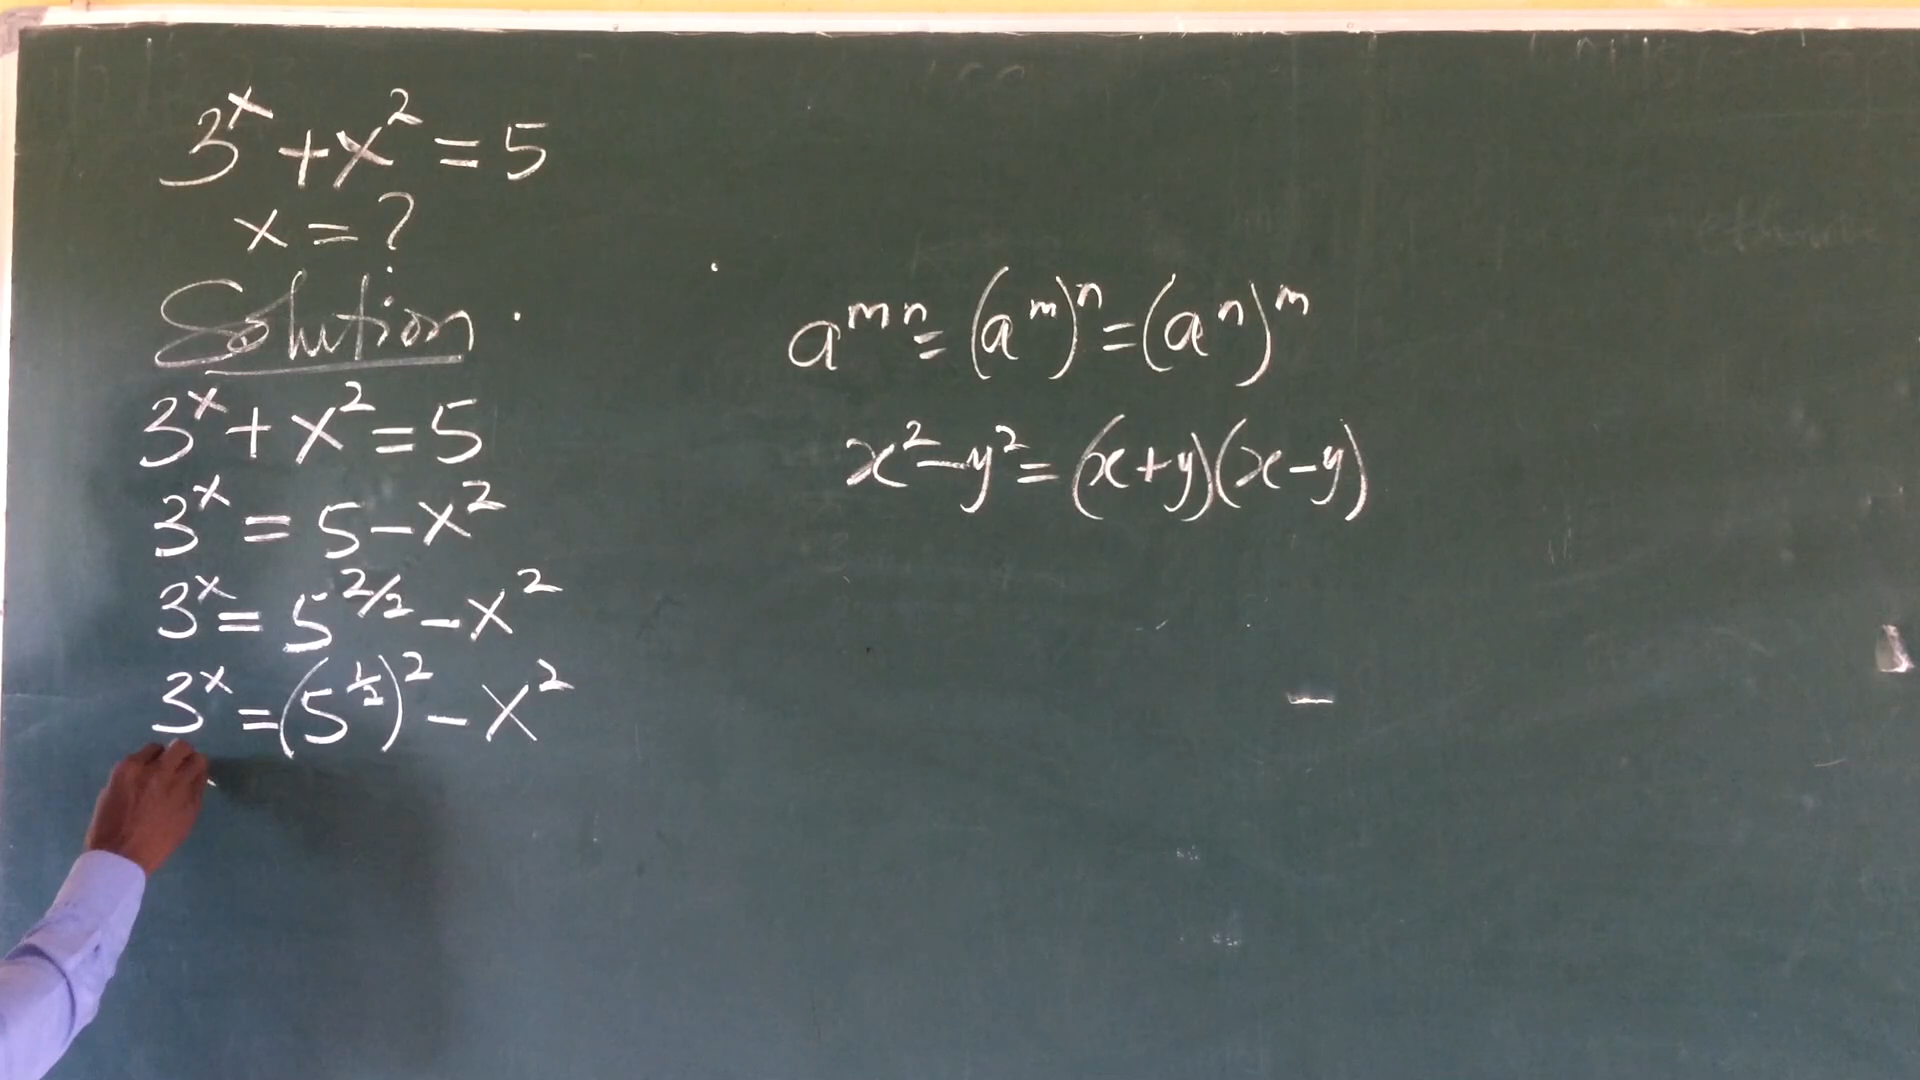 3^x + x^2 = 5
x = ?
Solution
3^x + x^2 = 5
3^x = 5 - x^2
3^x = 5^{2/2} - x^2
3^x = (5^{1/2})^2 - x^2
a^{mn} = (a^m)^n = (a^n)^m
x^2 - y^2 = (x+y)(x-y)